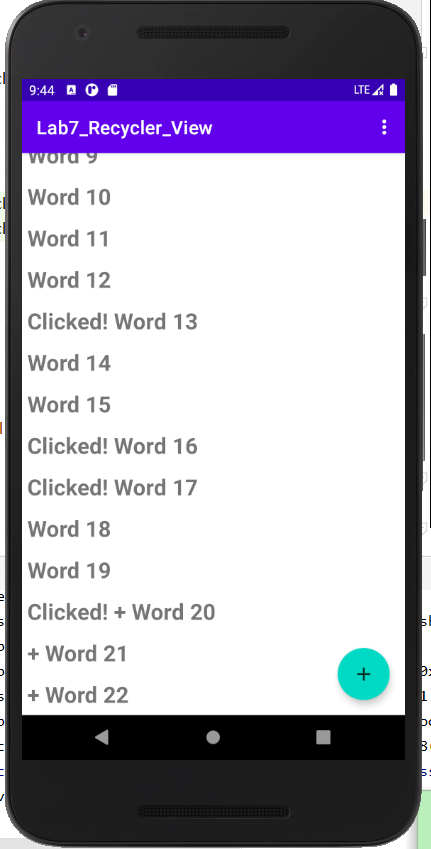 9:44 LTE
Lab7_Recycler_View
Word 9
Word 10
Word 11
Word 12
Clicked! Word 13
Word 14
Word 15
Clicked! Word 16
Clicked! Word 17
Word 18
Word 19
Clicked! + Word 20
+ Word 21
+ Word 22
+